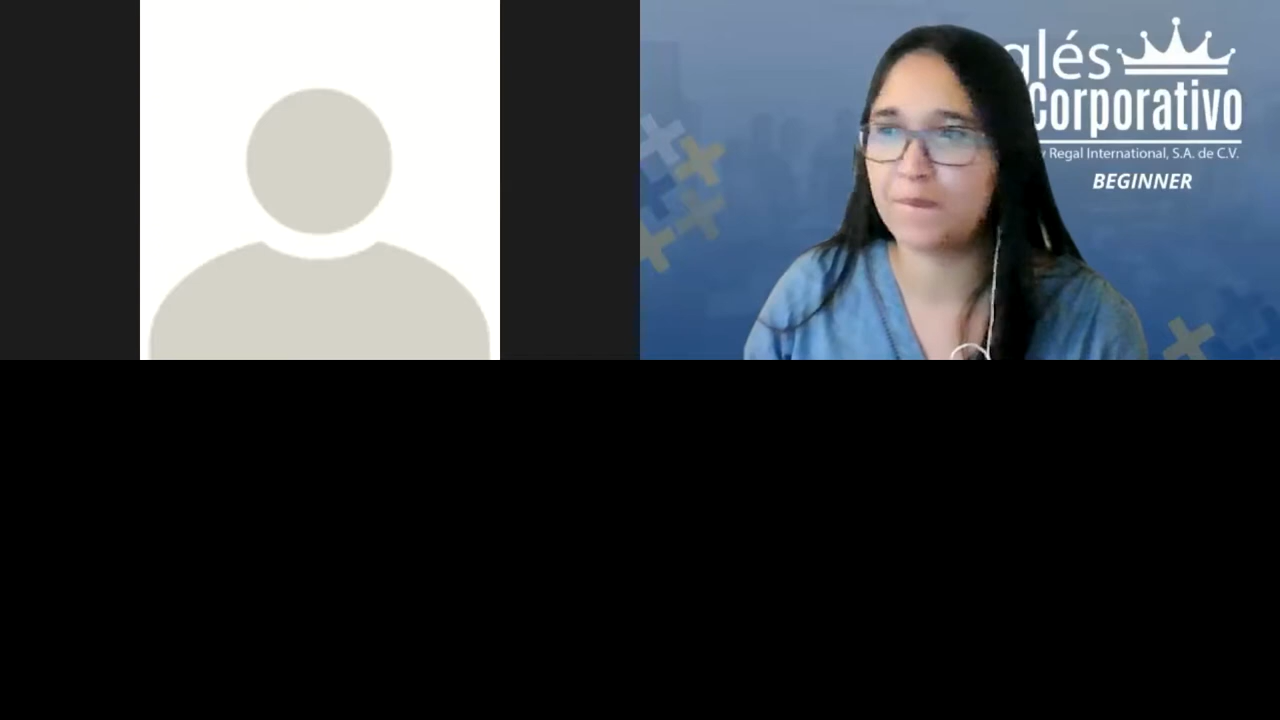 glés
Corporativo
y Regal International, S.A. de C.V.
BEGINNER